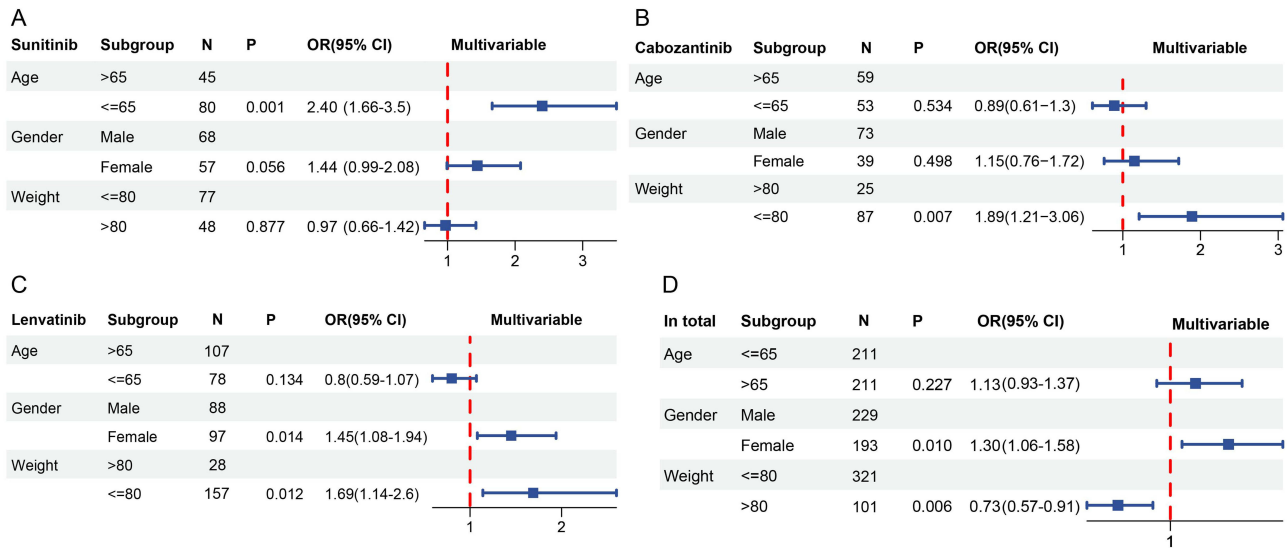 A
Sunitinib Subgroup N P OR(95% CI) Multivariable
Age >65 45
<=65 80 0.001 2.40 (1.66-3.5)
Gender Male 68
Female 57 0.056 1.44 (0.99-2.08)
Weight <=80 77
>80 48 0.877 0.97 (0.66-1.42)
1 2 3
B
Cabozantinib Subgroup N P OR(95% CI) Multivariable
Age >65 59
<=65 53 0.534 0.89(0.61−1.3)
Gender Male 73
Female 39 0.498 1.15(0.76−1.72)
Weight >80 25
<=80 87 0.007 1.89(1.21−3.06)
1 2 3
C
Lenvatinib Subgroup N P OR(95% CI) Multivariable
Age >65 107
<=65 78 0.134 0.8(0.59-1.07)
Gender Male 88
Female 97 0.014 1.45(1.08-1.94)
Weight >80 28
<=80 157 0.012 1.69(1.14-2.6)
1 2
D
In total Subgroup N P OR(95% CI) Multivariable
Age <=65 211
>65 211 0.227 1.13(0.93-1.37)
Gender Male 229
Female 193 0.010 1.30(1.06-1.58)
Weight <=80 321
>80 101 0.006 0.73(0.57-0.91)
1